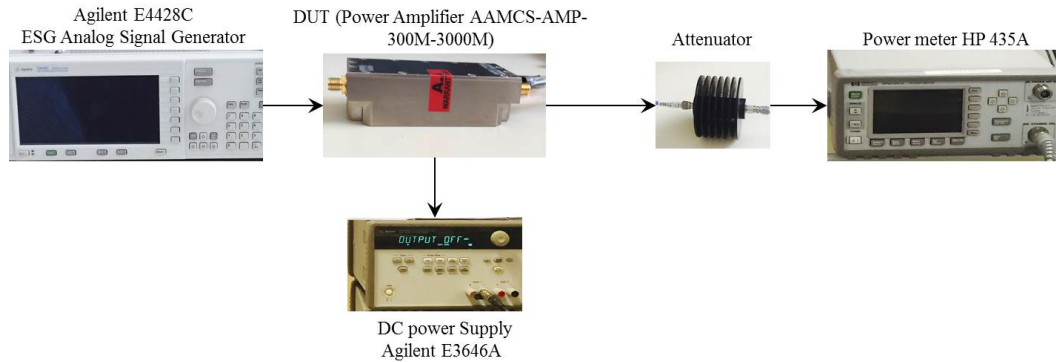 Agilent E4428C
ESG Analog Signal Generator
DUT (Power Amplifier AAMCS-AMP-
300M-3000M)
Attenuator
Power meter HP 435A
WARRANT
OUTPUT OFF
DC power Supply
Agilent E3646A